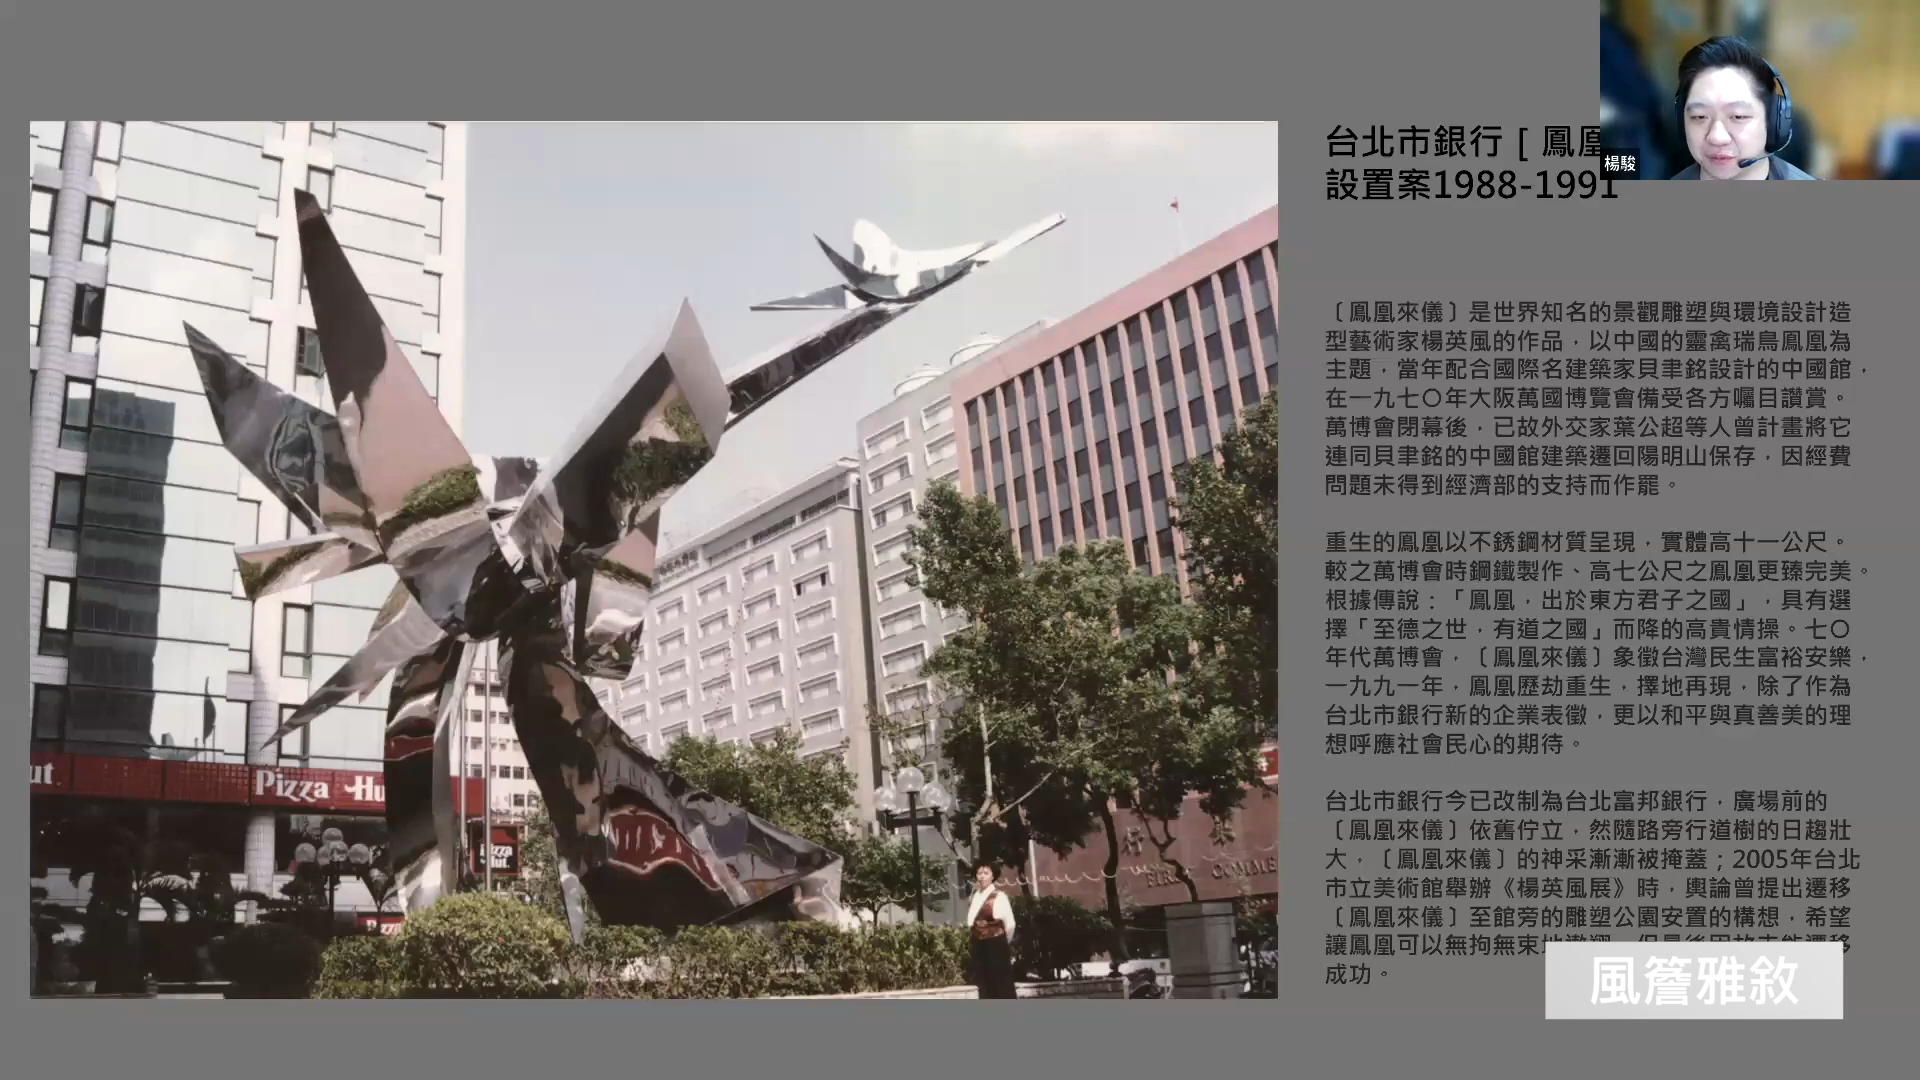 台北市銀行 [ 鳳凰
設置案1988-1991
楊駿
〔鳳凰來儀〕是世界知名的景觀雕塑與環境設計造
型藝術家楊英風的作品，以中國的靈禽瑞鳥鳳凰為
主題，當年配合國際名建築家貝聿銘設計的中國館，
在一九七〇年大阪萬國博覽會備受各方囑目讚賞。
萬博會閉幕後，已故外交家葉公超等人曾計畫將它
連同貝聿銘的中國館建築遷回陽明山保存，因經費
問題未得到經濟部的支持而作罷。
重生的鳳凰以不銹鋼材質呈現，實體高十一公尺。
較之萬博會時鋼鐵製作、高七公尺之鳳凰更臻完美。
根據傳說：「鳳凰，出於東方君子之國」，具有選
擇「至德之世，有道之國」而降的高貴情操。七〇
年代萬博會，〔鳳凰來儀〕象徵台灣民生富裕安樂，
一九九一年，鳳凰歷劫重生，擇地再現，除了作為
台北市銀行新的企業表徵，更以和平與真善美的理
想呼應社會民心的期待。
台北市銀行今已改制為台北富邦銀行，廣場前的
〔鳳凰來儀〕依舊佇立，然隨路旁行道樹的日趨壯
大，〔鳳凰來儀〕的神采漸漸被掩蓋；2005年台北
市立美術館舉辦《楊英風展》時，輿論曾提出遷移
〔鳳凰來儀〕至館旁的雕塑公園安置的構想，希望
讓鳳凰可以無拘無束
成功。
風簷雅敘
ut
Pizza Hu
Pizza
Hut.
Pizz
行
FIRST COMME